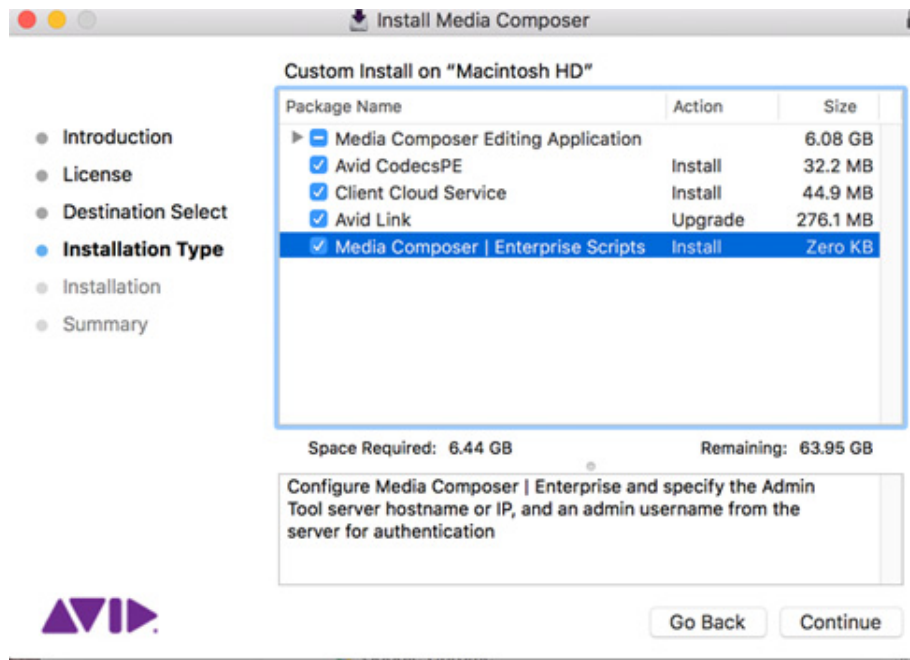 Install Media Composer
Custom Install on “Macintosh HD”
Introduction
License
Destination Select
Installation Type
Installation
Summary
Package Name Action Size
Media Composer Editing Application 6.08 GB
Avid CodecsPE Install 32.2 MB
Client Cloud Service Install 44.9 MB
Avid Link Upgrade 276.1 MB
Media Composer | Enterprise Scripts Install Zero KB
Space Required: 6.44 GB Remaining: 63.95 GB
Configure Media Composer | Enterprise and specify the Admin
Tool server hostname or IP, and an admin username from the
server for authentication
AVID
Go Back Continue